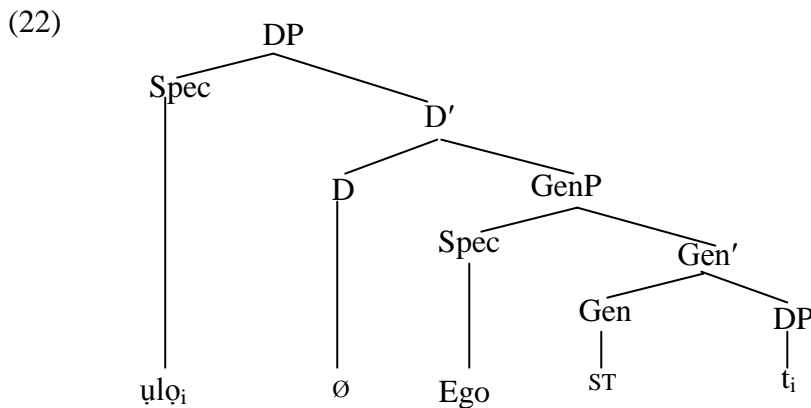 (22)
DP
Spec
D′
D GenP
Spec
Gen′
Gen DP
ụlọi Ø Ego ST ti